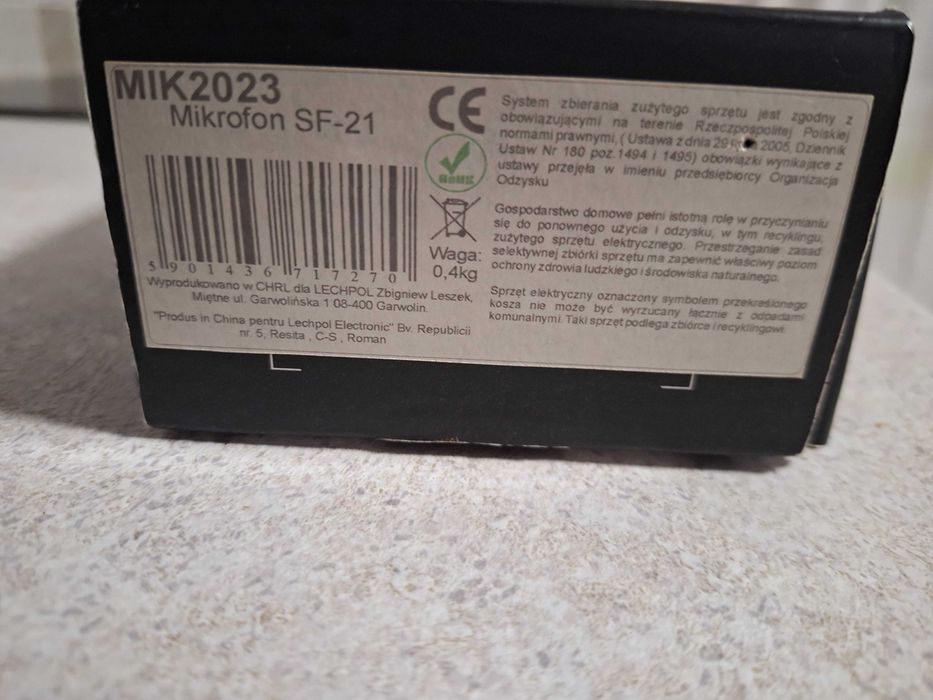 MIK2023
Mikrofon SF-21
5 901436 717270
Wyprodukowano w CHRL dla LECHPOL Zbigniew Leszek,
Miętne ul. Garwolińska 1 08-400 Garwolin.
"Produs in China pentru Lechpol Electronic" Bv. Republicii
nr. 5, Resita , C-S , Roman
CE
RoHS
Waga:
0,4kg
System zbierania zużytego sprzętu jest zgodny z
obowiązującymi na terenie Rzeczpospolitej Polskiej
normami prawnymi, ( Ustawa z dnia 29 2005, Dziennik
Ustaw Nr 180 poz. 1494 i 1495) obowiązki wynikające z
ustawy przejęła w imieniu przedsiębiorcy Organizacja
Odzysku
Gospodarstwo domowe pełni istotną rolę w przyczynianiu
się do ponownego użycia i odzysku, w tym recyklingu,
zużytego sprzętu elektrycznego. Przestrzeganie zasad
selektywnej zbiórki sprzętu ma zapewnić właściwy poziom
ochrony zdrowia ludzkiego i środowiska naturalnego.
Sprzęt elektryczny oznaczony symbolem przekreślonego
kosza nie może być wyrzucany łącznie z odpadami
komunalnymi. Taki sprzęt podlega zbiórce i recyklingowi.